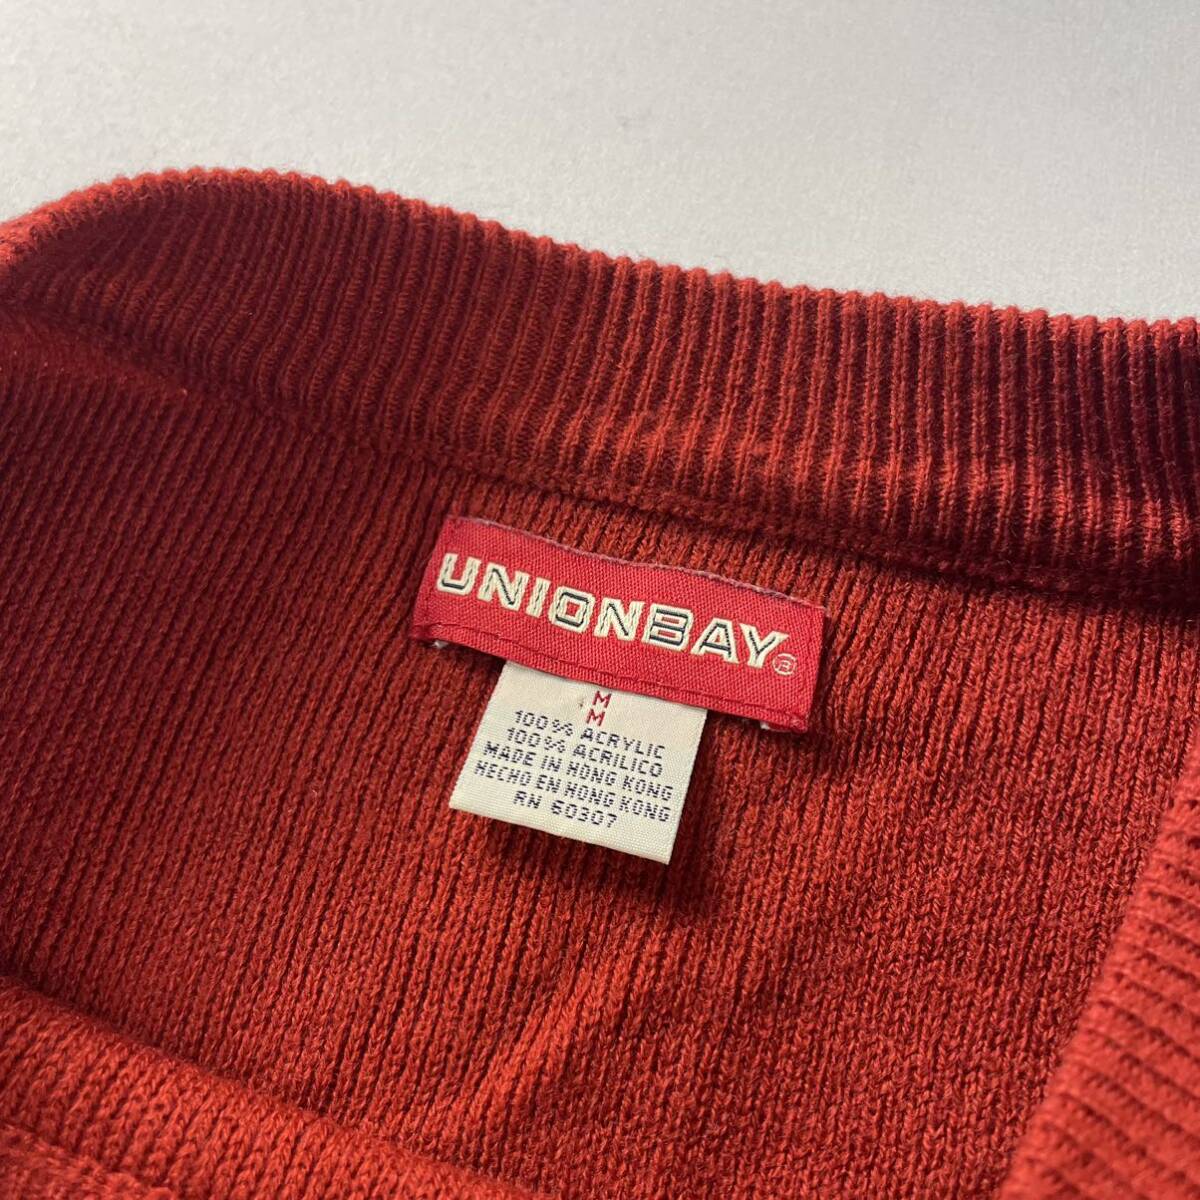 UNIONBAY®
M
M
100% ACRYLIC
100% ACRILICO
MADE IN HONG KONG
HECHO EN HONG KONG
RN 60307